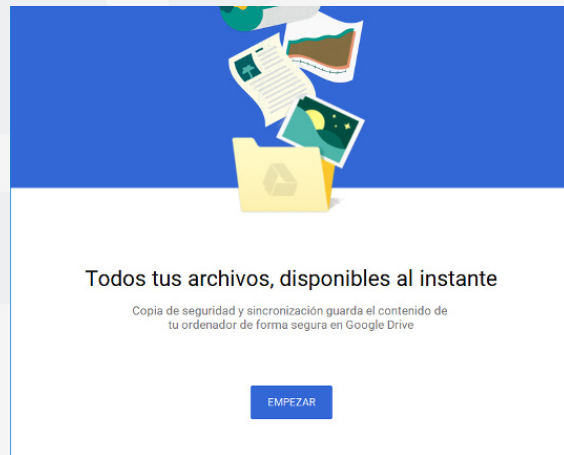 Todos tus archivos, disponibles al instante
Copia de seguridad y sincronización guarda el contenido de
tu ordenador de forma segura en Google Drive
EMPEZAR